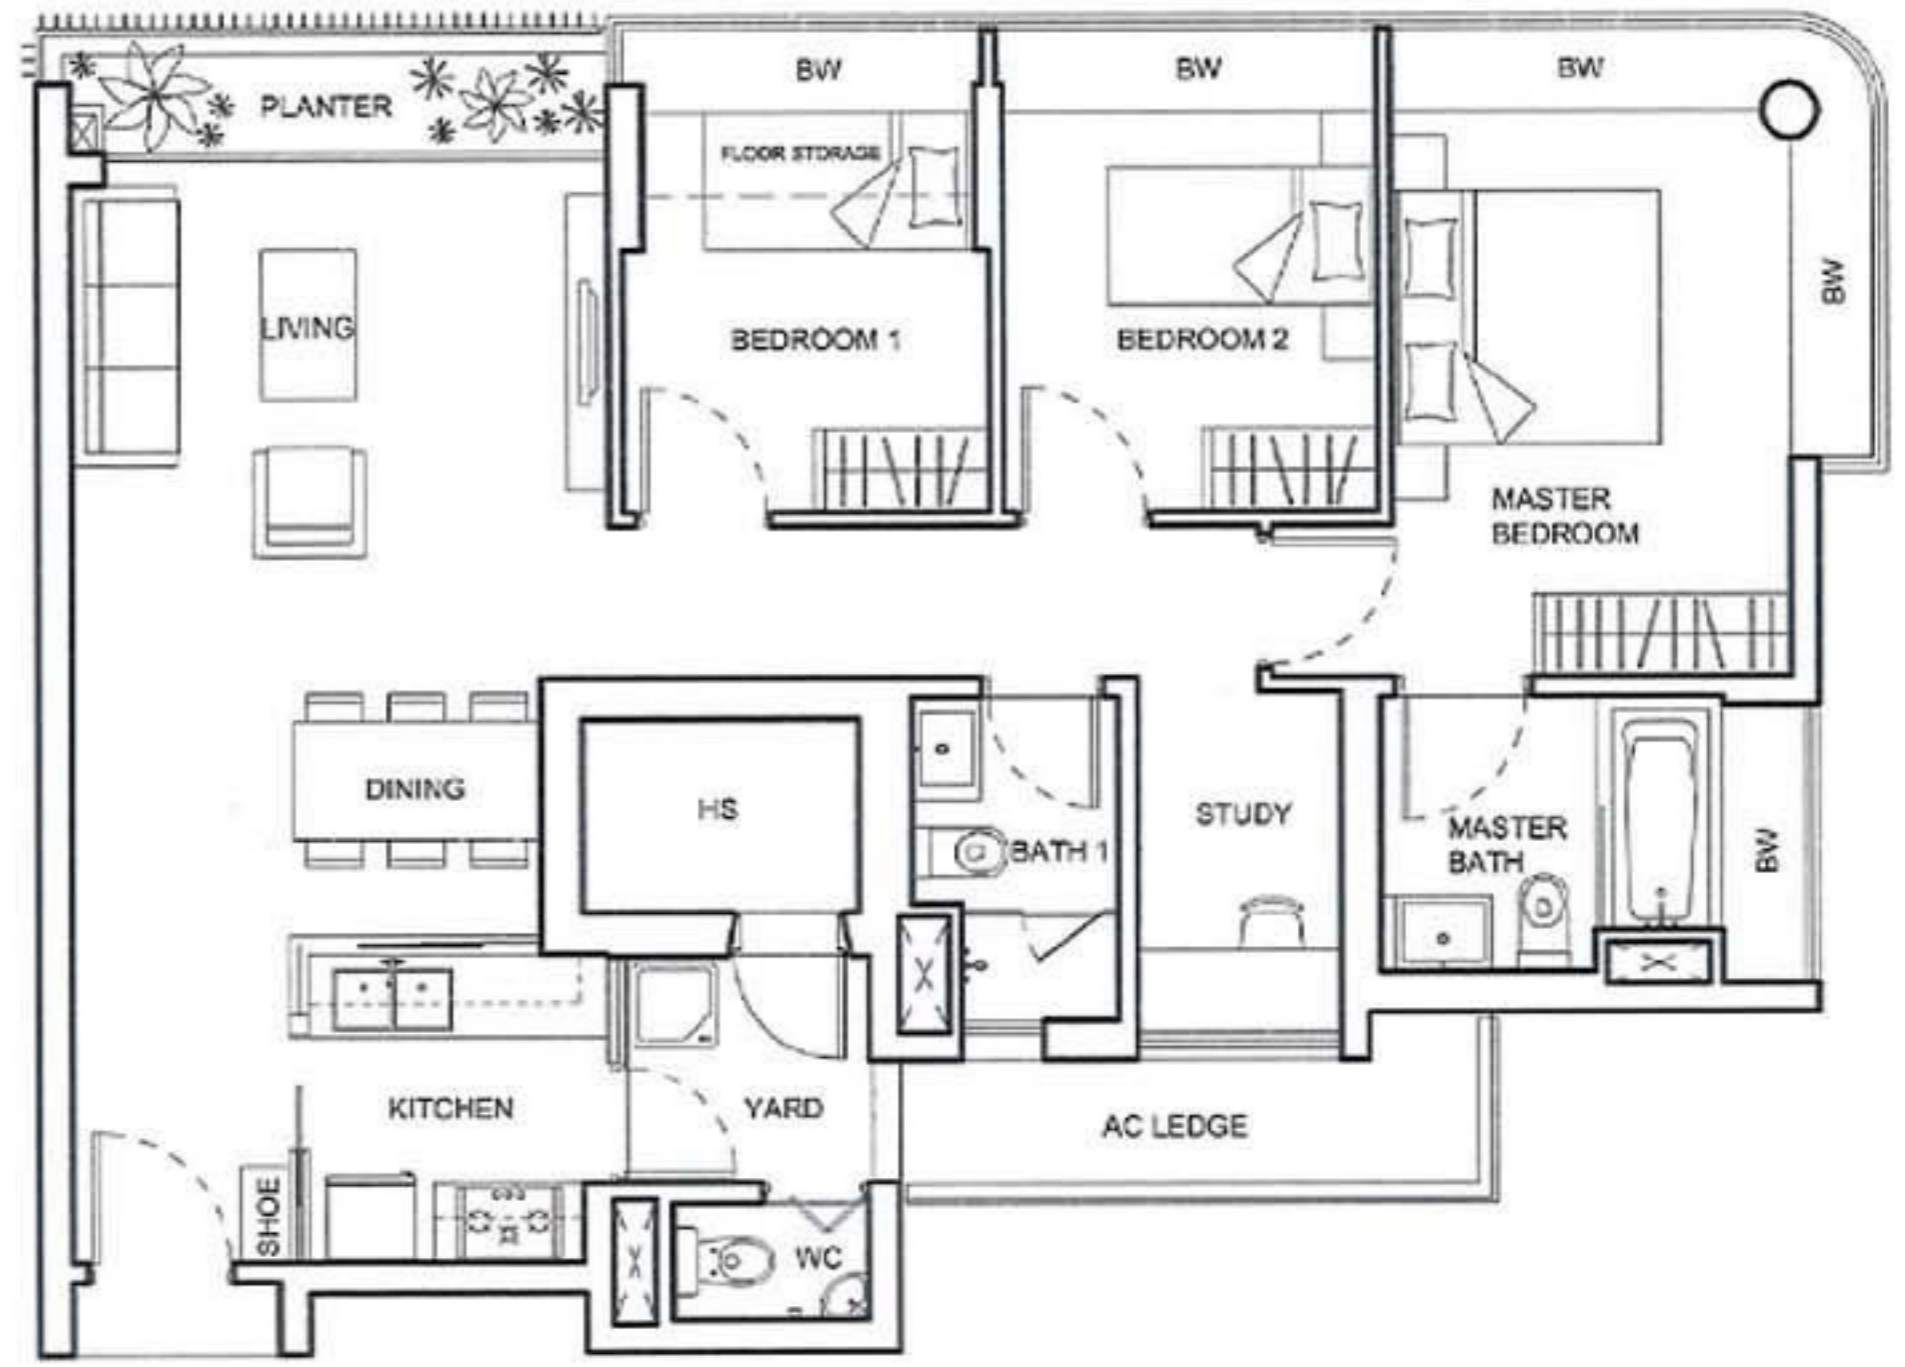 BW
BW
BW
PLANTER
FLOOR STORAGE
BW
LIVING
BEDROOM 1
BEDROOM 2
MASTER
BEDROOM
DINING
HS
STUDY
BATH 1
MASTER
BATH
BW
KITCHEN
YARD
AC LEDGE
SHOE
WC